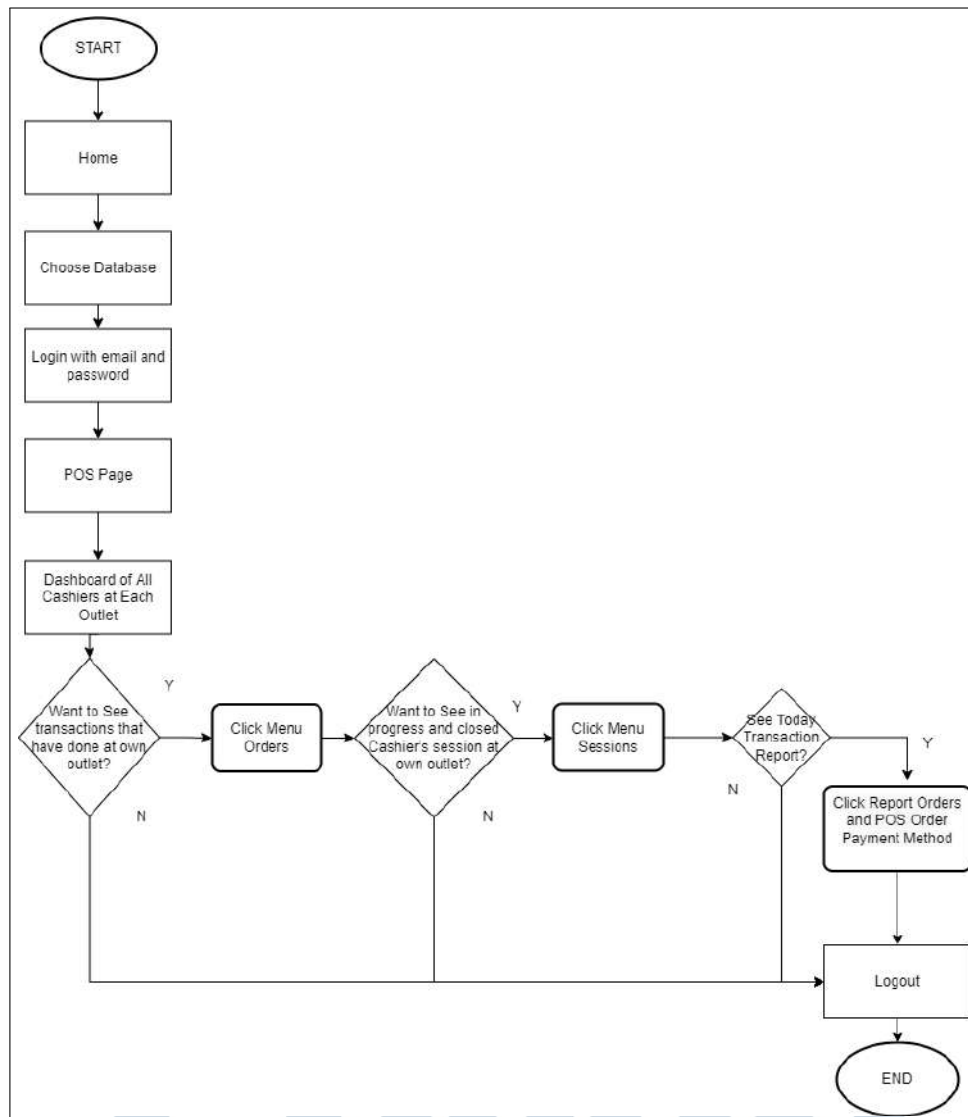 START
Home
Choose Database
Login with email and
password
POS Page
Dashboard of All
Cashiers at Each
Outlet
Want to See
transactions that
have done at own
outlet?
Y
N
Click Menu
Orders
Want to See in
progress and closed
Cashier's session at
own outlet?
Y
N
Click Menu
Sessions
See Today
Transaction
Report?
Y
N
Click Report Orders
and POS Order
Payment Method
Logout
END